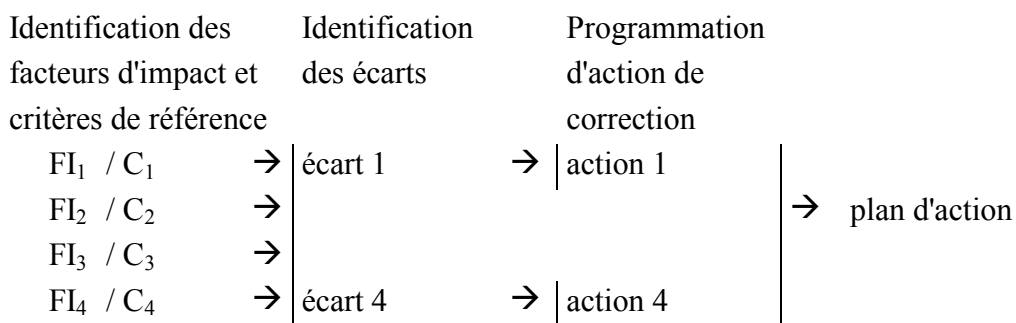 Identification des Identification Programmation
facteurs d'impact et des écarts d'action de
critères de référence correction
FI₁ / C₁ → écart 1 → action 1
FI₂ / C₂ → → plan d'action
FI₃ / C₃ →
FI₄ / C₄ → écart 4 → action 4